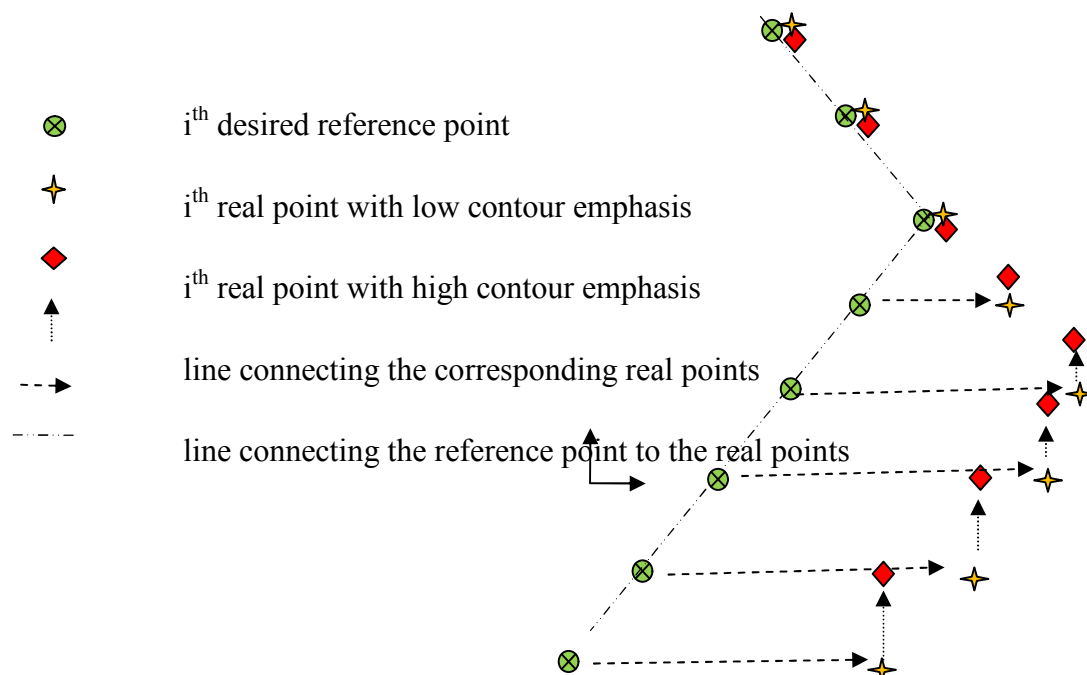 iᵗʰ desired reference point
iᵗʰ real point with low contour emphasis
iᵗʰ real point with high contour emphasis
line connecting the corresponding real points
line connecting the reference point to the real points